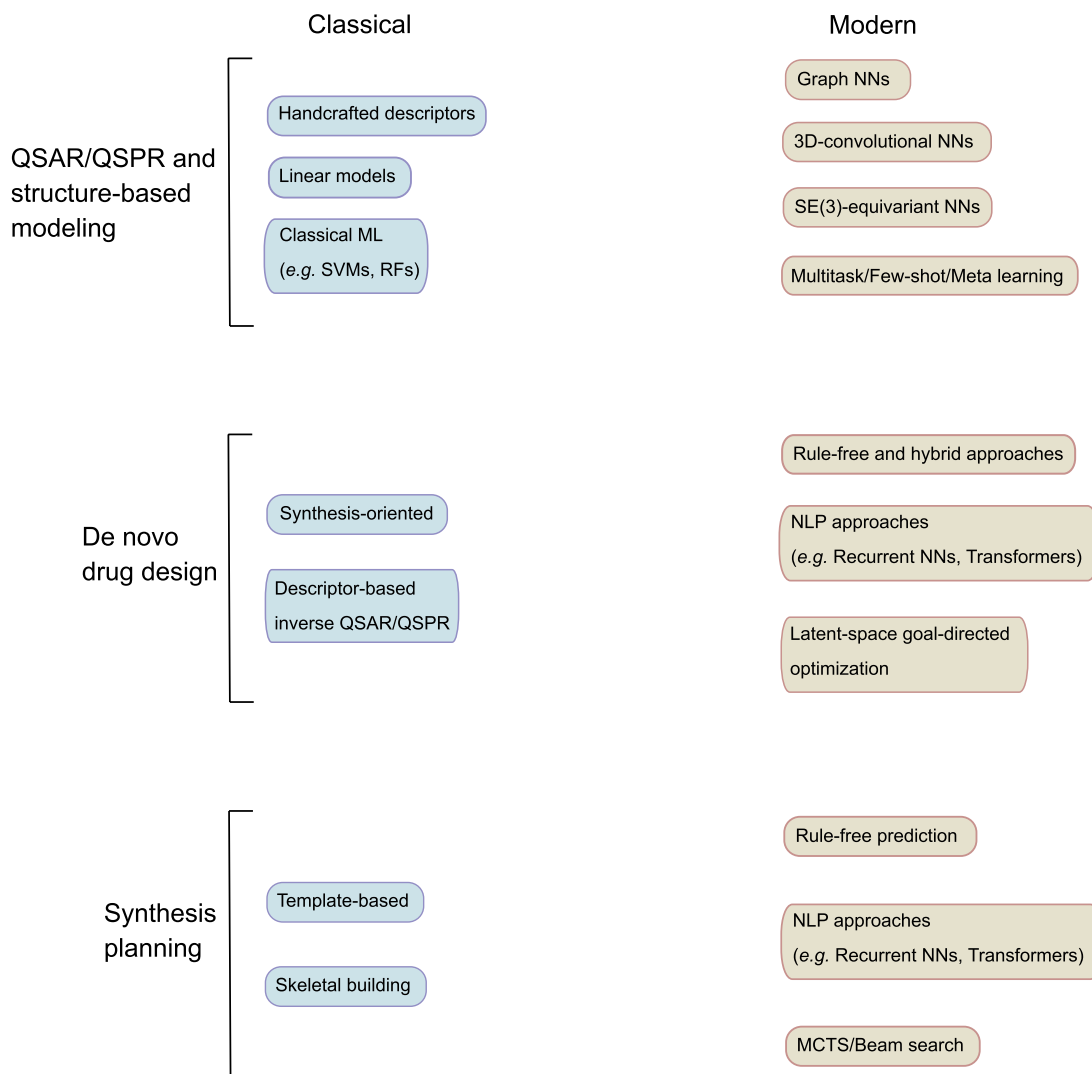 Classical
Modern
QSAR/QSPR and
structure-based
modeling
Handcrafted descriptors
Linear models
Classical ML
(e.g. SVMs, RFs)
Graph NNs
3D-convolutional NNs
SE(3)-equivariant NNs
Multitask/Few-shot/Meta learning
De novo
drug design
Synthesis-oriented
Descriptor-based
inverse QSAR/QSPR
Rule-free and hybrid approaches
NLP approaches
(e.g. Recurrent NNs, Transformers)
Latent-space goal-directed
optimization
Synthesis
planning
Template-based
Skeletal building
Rule-free prediction
NLP approaches
(e.g. Recurrent NNs, Transformers)
MCTS/Beam search